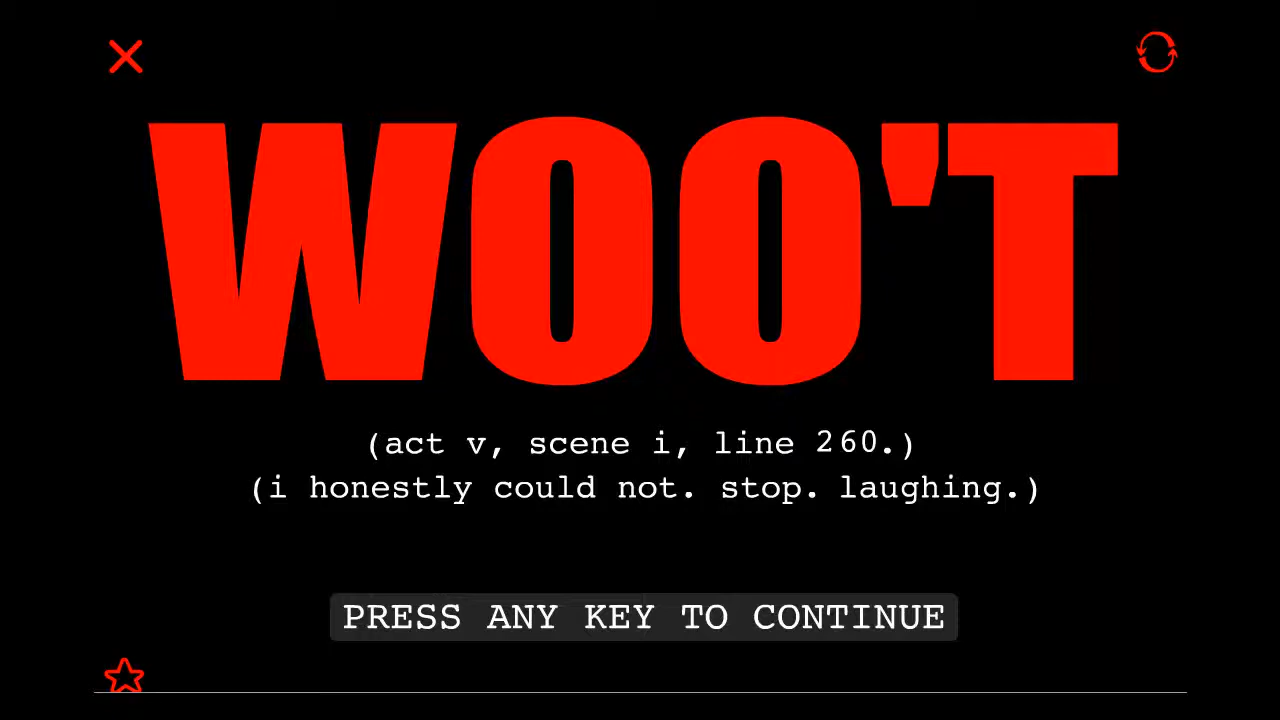 WOO'T
(act v, scene i, line 260.)
(i honestly could not. stop. laughing.)
PRESS ANY KEY TO CONTINUE